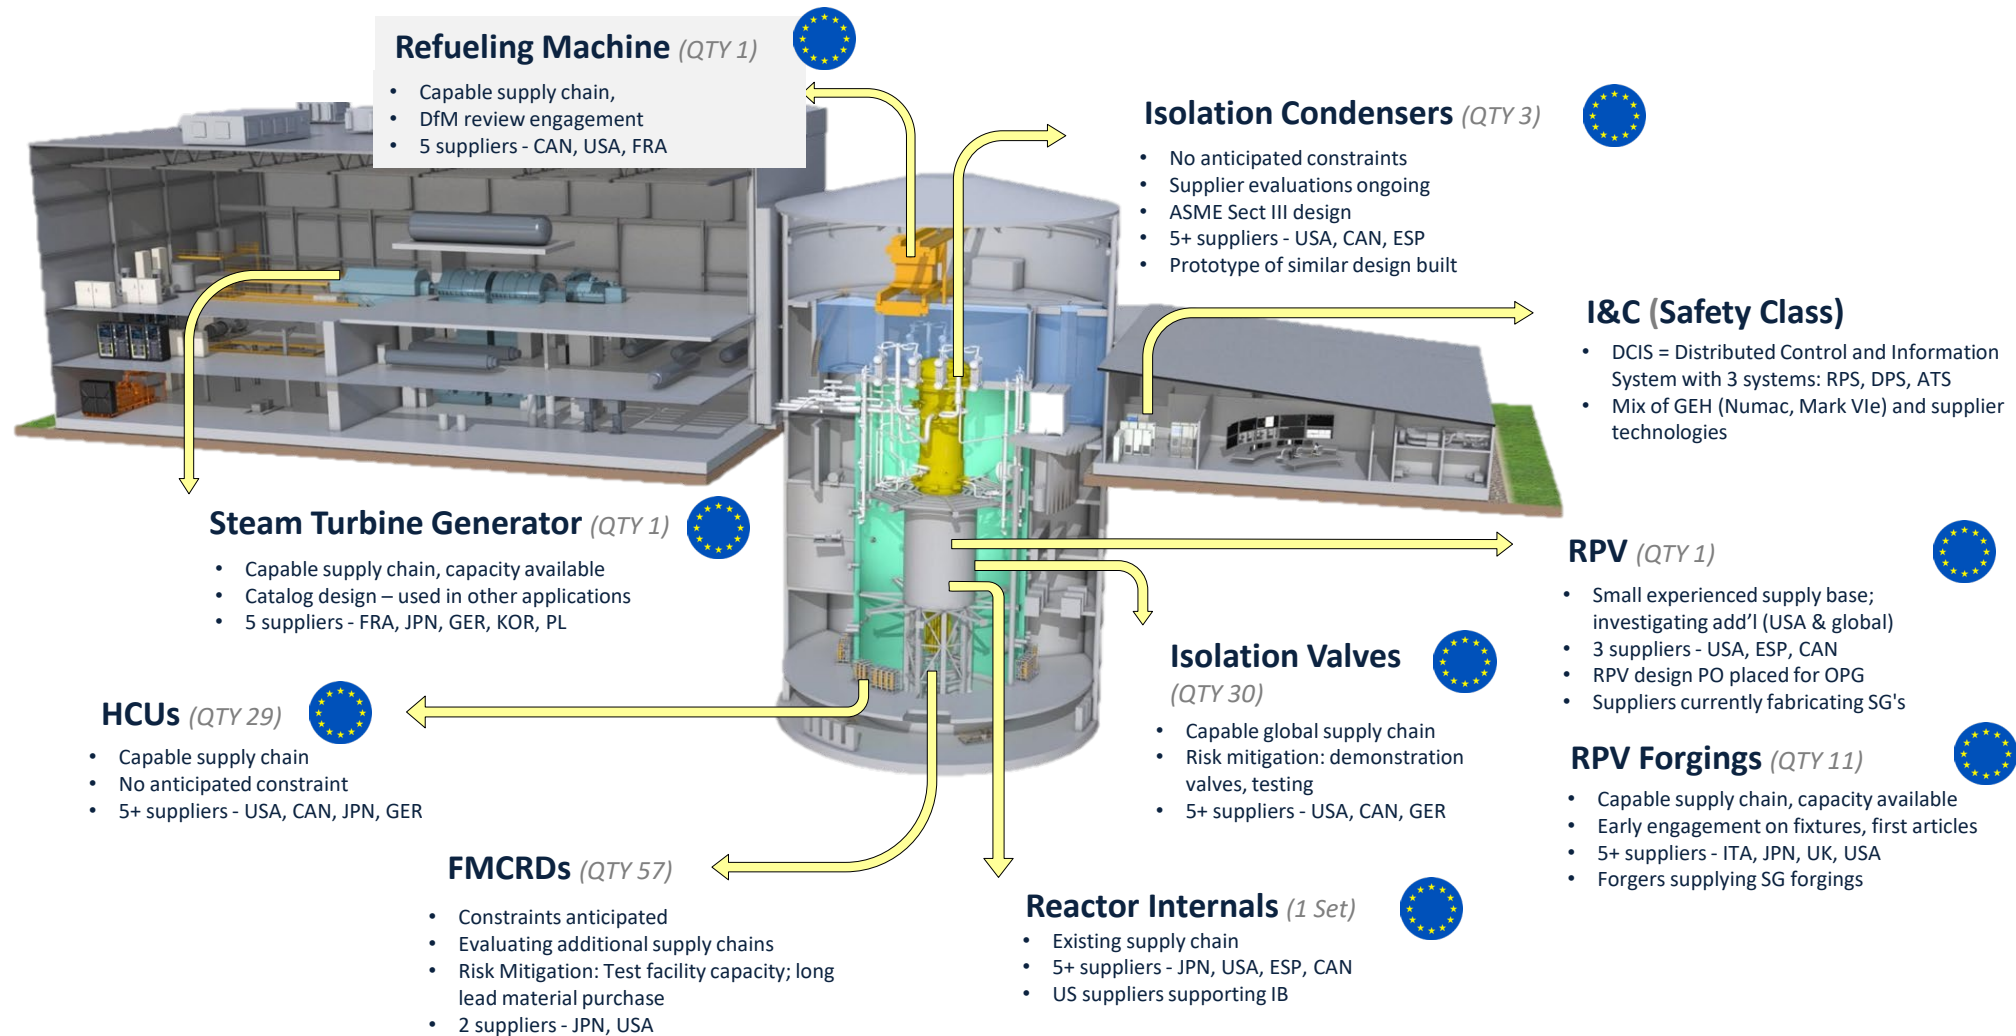 Refueling Machine (QTY 1)
• Capable supply chain,
• DfM review engagement
• 5 suppliers - CAN, USA, FRA
Isolation Condensers (QTY 3)
• No anticipated constraints
• Supplier evaluations ongoing
• ASME Sect III design
• 5+ suppliers - USA, CAN, ESP
• Prototype of similar design built
I&C (Safety Class)
• DCIS = Distributed Control and Information
System with 3 systems: RPS, DPS, ATS
• Mix of GEH (Numac, Mark VIe) and supplier
technologies
Steam Turbine Generator (QTY 1)
• Capable supply chain, capacity available
• Catalog design – used in other applications
• 5 suppliers - FRA, JPN, GER, KOR, PL
RPV (QTY 1)
• Small experienced supply base;
investigating add’l (USA & global)
• 3 suppliers - USA, ESP, CAN
• RPV design PO placed for OPG
• Suppliers currently fabricating SG's
Isolation Valves
(QTY 30)
• Capable global supply chain
• Risk mitigation: demonstration
valves, testing
• 5+ suppliers - USA, CAN, GER
HCUs (QTY 29)
• Capable supply chain
• No anticipated constraint
• 5+ suppliers - USA, CAN, JPN, GER
RPV Forgings (QTY 11)
• Capable supply chain, capacity available
• Early engagement on fixtures, first articles
• 5+ suppliers - ITA, JPN, UK, USA
• Forgers supplying SG forgings
FMCRDs (QTY 57)
• Constraints anticipated
• Evaluating additional supply chains
• Risk Mitigation: Test facility capacity; long
lead material purchase
• 2 suppliers - JPN, USA
Reactor Internals (1 Set)
• Existing supply chain
• 5+ suppliers - JPN, USA, ESP, CAN
• US suppliers supporting IB